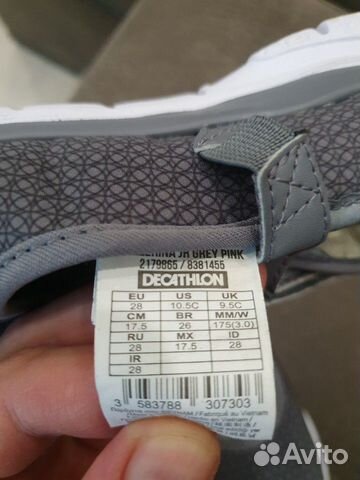 JR GREY PINK
2179865 / 8381455
DECATHLON
EU US UK
28 10.5C 9.5C
CM BR MM/W
17.5 26 175(3.0)
RU MX ID
28 17.5 28
IR
28
3 583788 307303
Avito